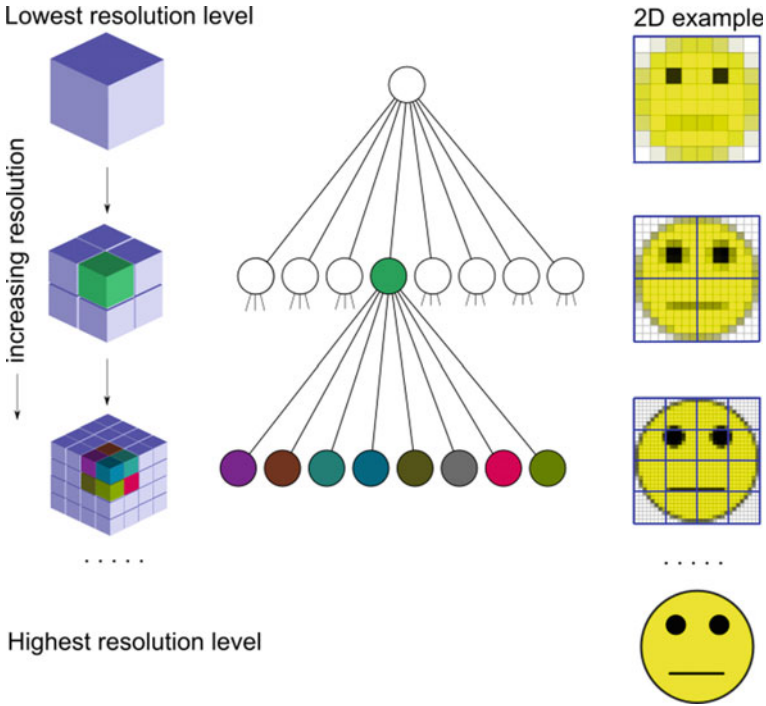 Lowest resolution level
2D example
increasing resolution
. . . . .
. . . . .
Highest resolution level